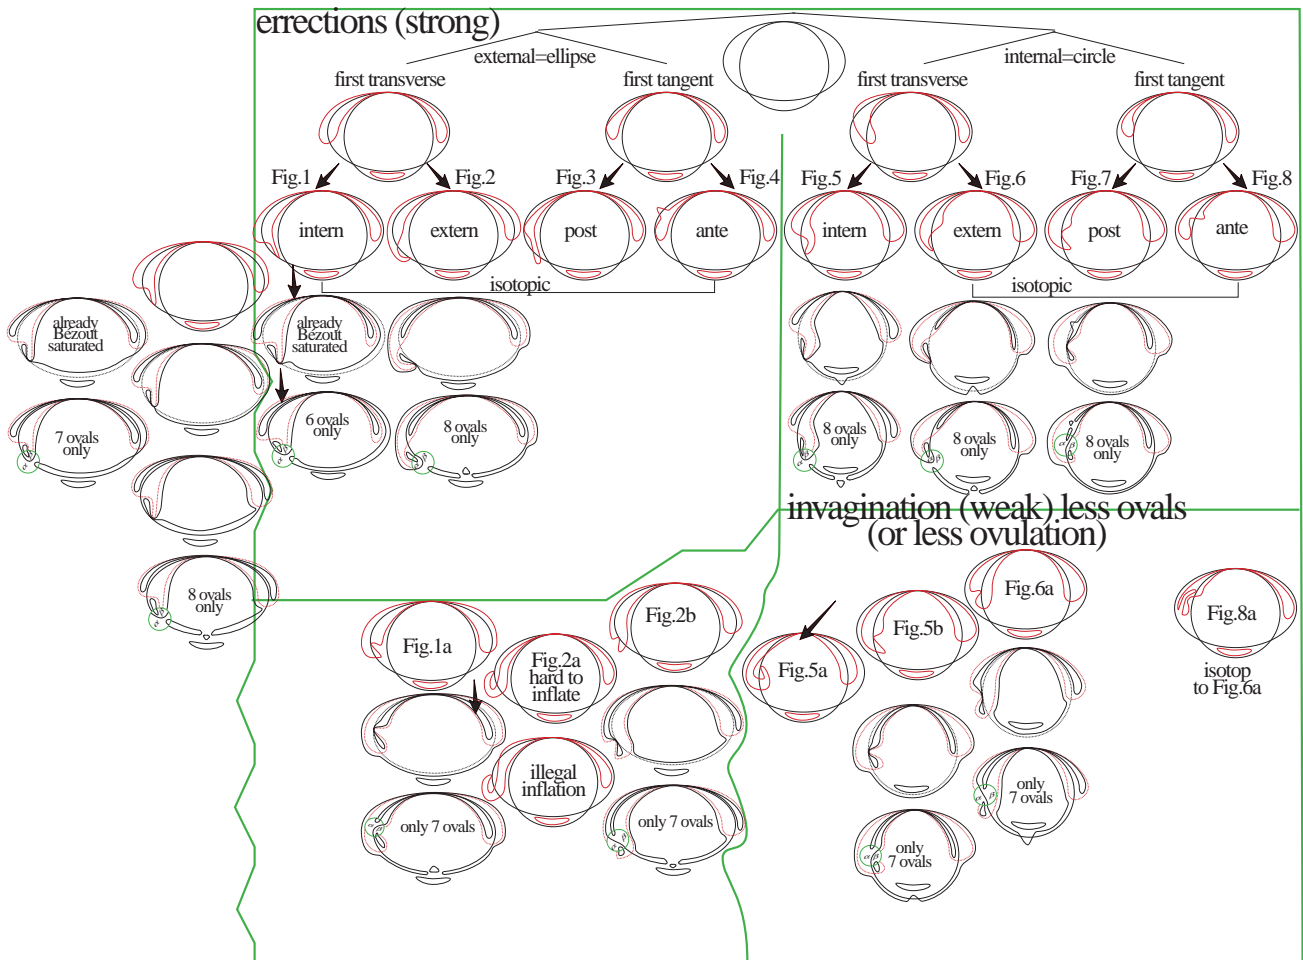 errections (strong)
external=ellipse
internal=circle
first transverse
first tangent
first transverse
first tangent
Fig.1
Fig.2
Fig.3
Fig.4
Fig.5
Fig.6
Fig.7
Fig.8
intern
extern
post
ante
intern
extern
post
ante
isotopic
isotopic
already
Bézout
saturated
already
Bézout
saturated
7 ovals
only
6 ovals
only
8 ovals
only
8 ovals
only
8 ovals
only
8 ovals
only
invagination (weak) less ovals
(or less ovulation)
8 ovals
only
Fig.1a
Fig.2a
hard to
inflate
Fig.2b
Fig.5a
Fig.5b
Fig.6a
Fig.8a
isotop
to Fig.6a
illegal
inflation
only 7 ovals
only 7 ovals
only
7 ovals
only
7 ovals